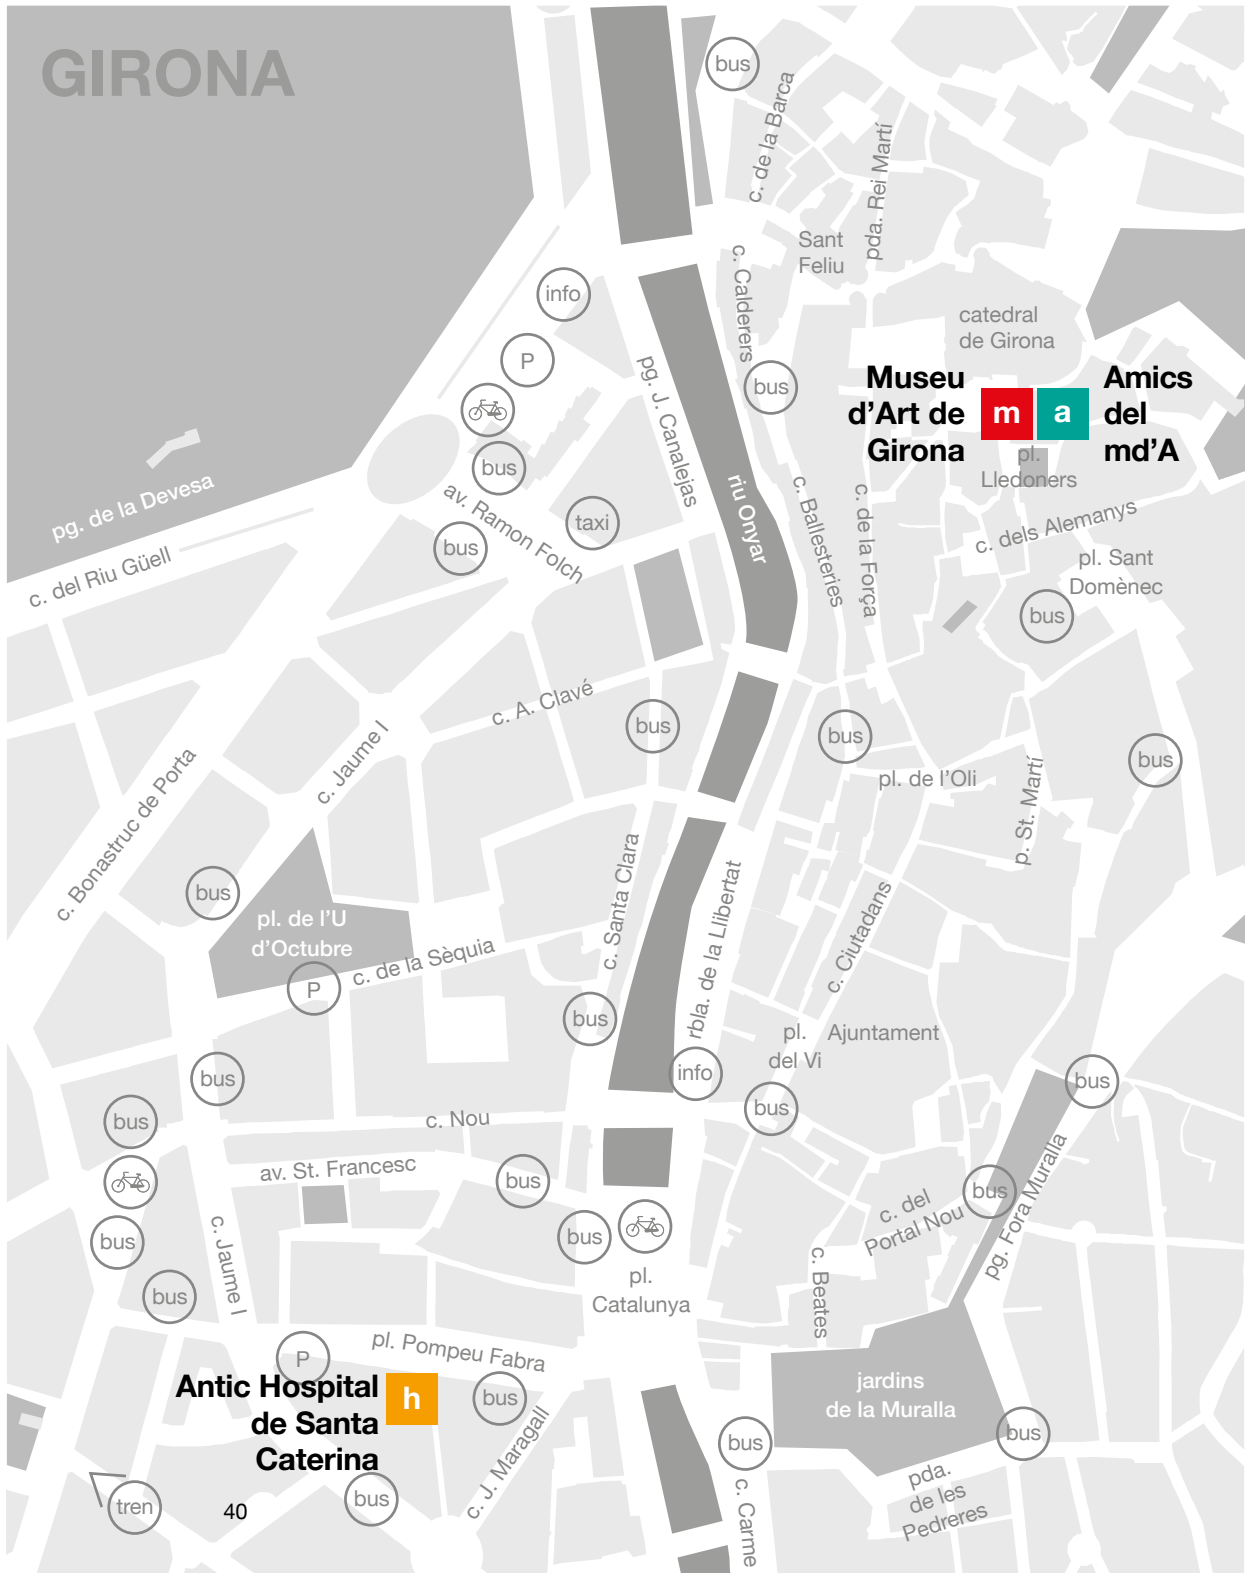 GIRONA
bus
c. de la Barca
pda. Rei Martí
Sant
Feliu
c. Calderers
info
catedral
de Girona
P
pg. J. Canalejas
bus
Museu
d'Art de
Girona
m
a
Amics
del
md'A
pl.
Lledoners
bus
pg. de la Devesa
av. Ramon Folch
taxi
riu Onyar
c. Ballesteries
c. de la Força
c. dels Alemanys
bus
c. del Riu Güell
pl. Sant
Domènec
bus
c. A. Clavé
bus
bus
bus
c. Jaume I
c. Bonastruc de Porta
pl. de l'Oli
p. St. Martí
bus
c. Santa Clara
rbla. de la Llibertat
c. Ciutadans
pl. de l'U
d'Octubre
c. de la Sèquia
P
bus
pl.
del Vi
Ajuntament
bus
info
bus
bus
bus
c. Nou
av. St. Francesc
bus
bus
c. del
Portal Nou
pg. Fora Muralla
bus
c. Jaume I
bus
c. Beates
pl.
Catalunya
bus
P
pl. Pompeu Fabra
Antic Hospital
de Santa
Caterina
h
bus
jardins
de la Muralla
bus
bus
c. J. Maragall
c. Carme
pda.
de les
Pedreres
tren
bus
40